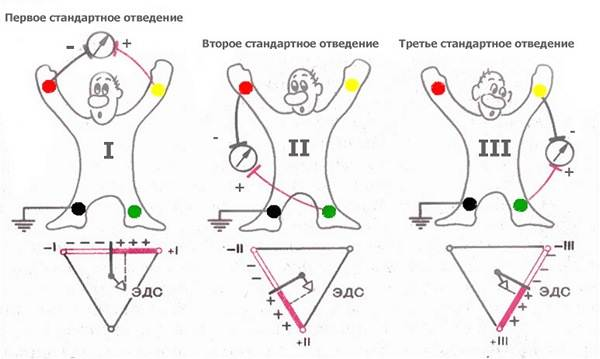 Первое стандартное отведение
Второе стандартное отведение
Третье стандартное отведение
- +
I
- +
II
- +
III
–I - - - + + + +I
ЭДС
–II - - - + + + + +II
ЭДС
–III - - - + + + + +III
ЭДС